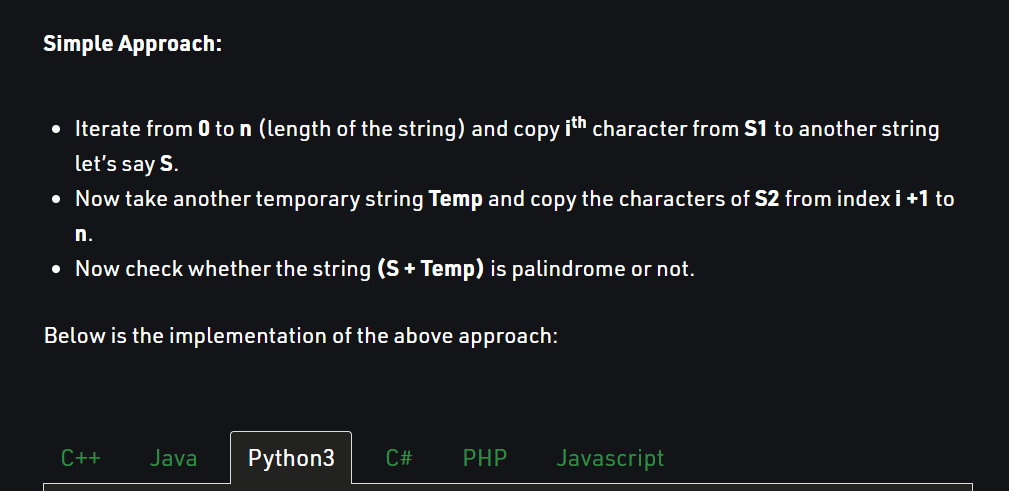 Simple Approach:
• Iterate from 0 to n (length of the string) and copy ith character from S1 to another string
let's say S.
• Now take another temporary string Temp and copy the characters of S2 from index i +1 to
n.
• Now check whether the string (S + Temp) is palindrome or not.
Below is the implementation of the above approach:
C++ Java Python3 C# PHP Javascript